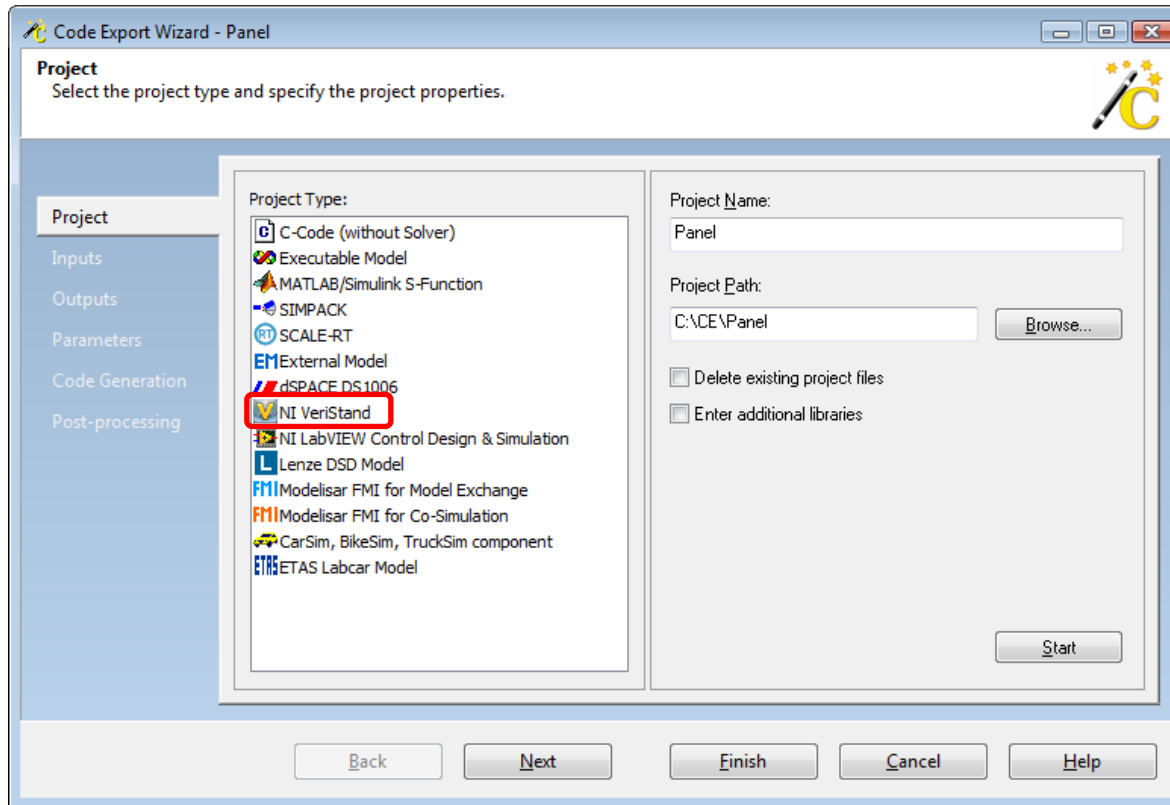 Code Export Wizard - Panel
Project
Select the project type and specify the project properties.
Project
Inputs
Outputs
Parameters
Code Generation
Post-processing
Project Type:
C-Code (without Solver)
Executable Model
MATLAB/Simulink S-Function
SIMPACK
SCALE-RT
EM External Model
dSPACE DS1006
NI VeriStand
NI LabVIEW Control Design & Simulation
L Lenze DSD Model
FMI Modelisar FMI for Model Exchange
FMI Modelisar FMI for Co-Simulation
CarSim, BikeSim, TruckSim component
ETAS ETAS Labcar Model
Project Name:
Panel
Project Path:
C:\CE\Panel
Browse...
Delete existing project files
Enter additional libraries
Start
Back
Next
Finish
Cancel
Help